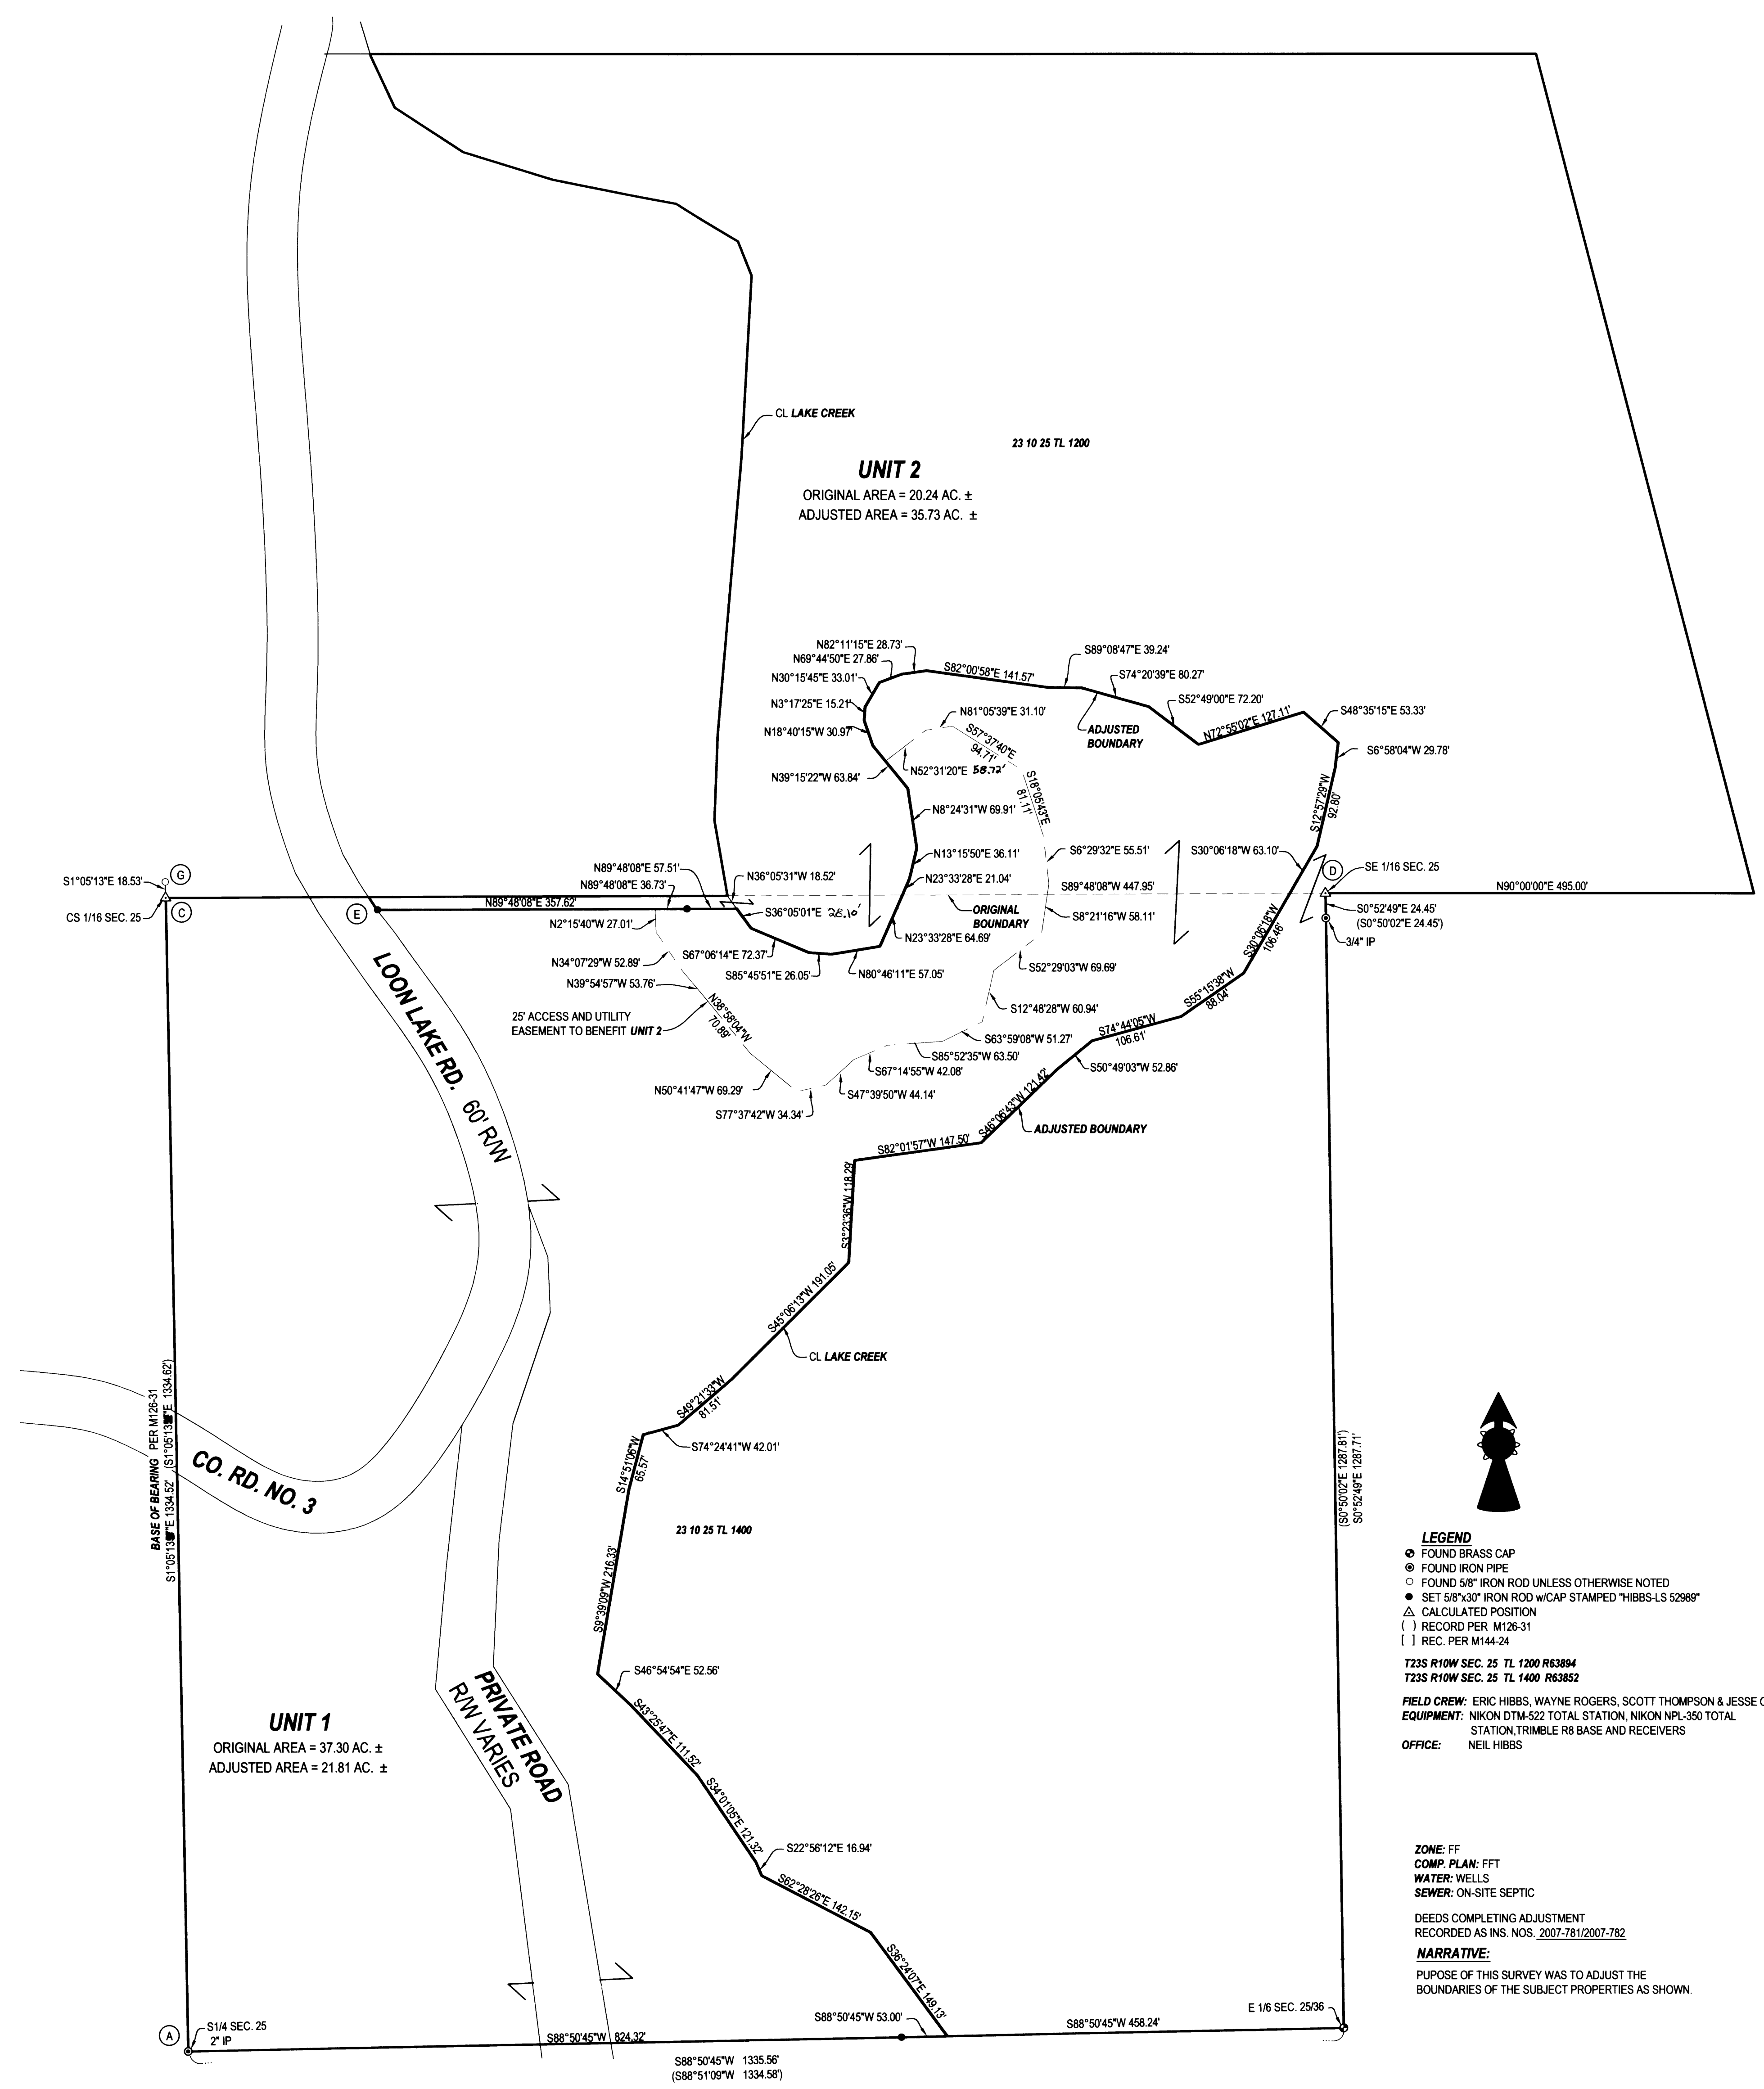 CL LAKE CREEK
23 10 25 TL 1200
UNIT 2
ORIGINAL AREA = 20.24 AC. ±
ADJUSTED AREA = 35.73 AC. ±
N82°11'15"E 28.73'
N69°44'50"E 27.86'
N30°15'45"E 33.01'
N3°17'25"E 15.21'
N18°40'15"W 30.97'
N39°15'22"W 63.84'
S82°00'58"E 141.57'
S89°08'47"E 39.24'
S74°20'39"E 80.27'
S52°49'00"E 72.20'
N72°55'02"E 127.11'
S48°35'15"E 53.33'
S6°58'04"W 29.78'
S12°57'29"W
92.80'
ADJUSTED
BOUNDARY
N81°05'39"E 31.10'
S57°37'40"E
94.71'
N52°31'20"E 58.72'
S18°05'43"E
81.11'
N8°24'31"W 69.91'
N13°15'50"E 36.11'
N23°33'28"E 21.04'
S6°29'32"E 55.51'
S30°06'18"W 63.10'
D
SE 1/16 SEC. 25
N90°00'00"E 495.00'
S0°52'49"E 24.45'
(S0°50'02"E 24.45')
3/4" IP
S1°05'13"E 18.53'
G
CS 1/16 SEC. 25
C
E
N89°48'08"E 57.51'
N89°48'08"E 36.73'
N89°48'08"E 357.62'
N36°05'31"W 18.52'
S36°05'01"E 28.10'
S89°48'08"W 447.95'
ORIGINAL
BOUNDARY
S8°21'16"W 58.11'
N2°15'40"W 27.01'
N34°07'29"W 52.89'
N39°54'57"W 53.76'
N38°58'04"W
70.89'
S67°06'14"E 72.37'
S85°45'51"E 26.05'
N80°46'11"E 57.05'
N23°33'28"E 64.69'
S52°29'03"W 69.69'
S12°48'28"W 60.94'
S63°59'08"W 51.27'
S85°52'35"W 63.50'
S67°14'55"W 42.08'
S47°39'50"W 44.14'
S77°37'42"W 34.34'
N50°41'47"W 69.29'
25' ACCESS AND UTILITY
EASEMENT TO BENEFIT UNIT 2
S30°06'18"W
106.46'
S55°15'38"W
88.04'
S74°44'05"W
106.61'
S50°49'03"W 52.86'
S46°06'43"W 121.42'
ADJUSTED BOUNDARY
S82°01'57"W 147.50'
S3°23'36"W 118.29'
S45°06'13"W 191.05'
CL LAKE CREEK
S49°21'33"W
81.51'
S74°24'41"W 42.01'
S14°51'06"W
65.57'
23 10 25 TL 1400
S9°39'09"W 216.33'
S46°54'54"E 52.56'
S43°25'47"E 111.52'
S34°01'05"E 121.32'
S22°56'12"E 16.94'
S62°28'26"E 142.15'
S36°24'07"E 149.13'
LOON LAKE RD. 60' R/W
CO. RD. NO. 3
PRIVATE ROAD
R/W VARIES
BASE OF BEARING PER M126-31
S1°05'13"E 1334.52' (S1°05'13"E 1334.62')
(S0°50'02"E 1287.81')
S0°52'49"E 1287.71'
UNIT 1
ORIGINAL AREA = 37.30 AC. ±
ADJUSTED AREA = 21.81 AC. ±
A
S1/4 SEC. 25
2" IP
S88°50'45"W 824.32'
S88°50'45"W 53.00'
S88°50'45"W 458.24'
E 1/6 SEC. 25/36
S88°50'45"W 1335.56'
(S88°51'09"W 1334.58')
LEGEND
FOUND BRASS CAP
FOUND IRON PIPE
FOUND 5/8" IRON ROD UNLESS OTHERWISE NOTED
SET 5/8"x30" IRON ROD w/CAP STAMPED "HIBBS-LS 52989"
CALCULATED POSITION
( ) RECORD PER M126-31
[ ] REC. PER M144-24
T23S R10W SEC. 25 TL 1200 R63894
T23S R10W SEC. 25 TL 1400 R63852
FIELD CREW: ERIC HIBBS, WAYNE ROGERS, SCOTT THOMPSON & JESSE
EQUIPMENT: NIKON DTM-522 TOTAL STATION, NIKON NPL-350 TOTAL
STATION,TRIMBLE R8 BASE AND RECEIVERS
OFFICE: NEIL HIBBS
ZONE: FF
COMP. PLAN: FFT
WATER: WELLS
SEWER: ON-SITE SEPTIC
DEEDS COMPLETING ADJUSTMENT
RECORDED AS INS. NOS. 2007-781/2007-782
NARRATIVE:
PUPOSE OF THIS SURVEY WAS TO ADJUST THE
BOUNDARIES OF THE SUBJECT PROPERTIES AS SHOWN.